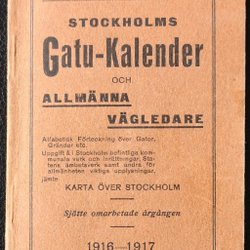 STOCKHOLMS
Gatu-Kalender
OCH
ALLMÄNNA
VÄGLEDARE
Alfabetisk Förteckning över Gator,
Gränder etc.
Uppgift å i Stockholm befintliga kom-
munala verk och inrättningar, Sta-
tens ämbetsverk samt andra för
allmänheten viktiga upplysningar,
jämte
KARTA ÖVER STOCKHOLM
Sjätte omarbetade årgången
1916—1917